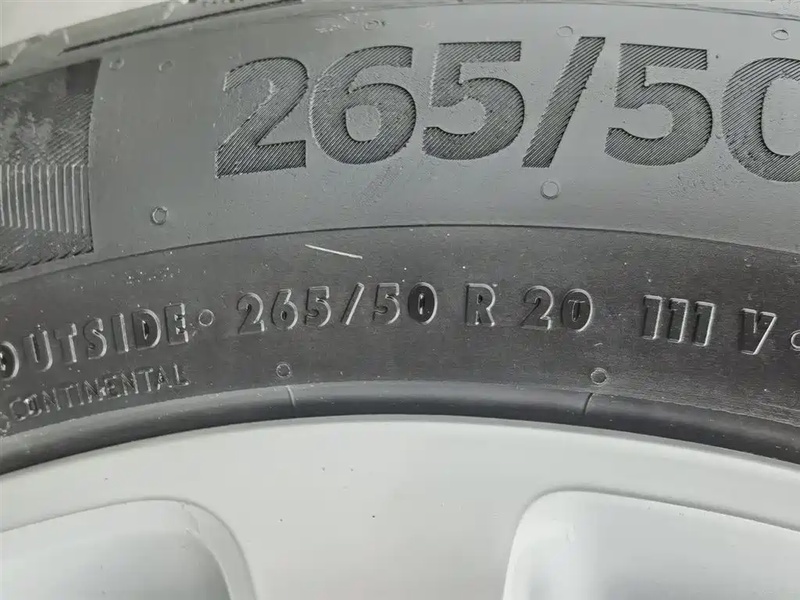 265/50
OUTSIDE · 265/50 R 20 111 V ·
CONTINENTAL